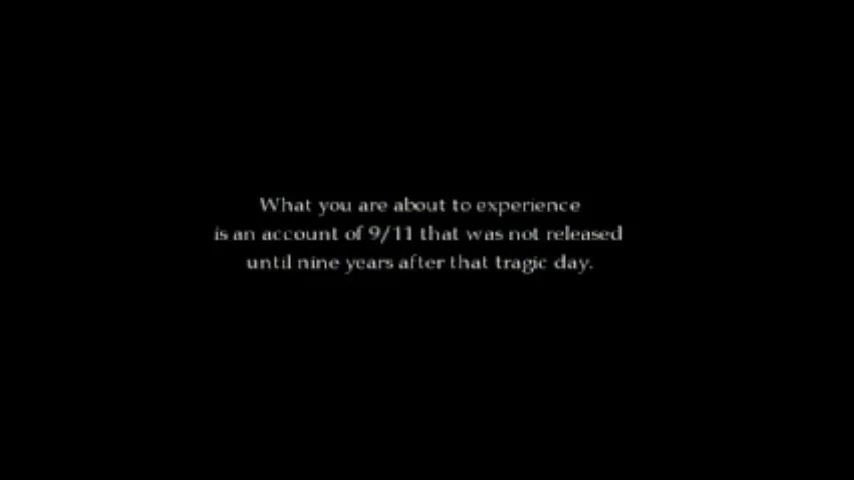 What you are about to experience
is an account of 9/11 that was not released
until nine years after that tragic day.